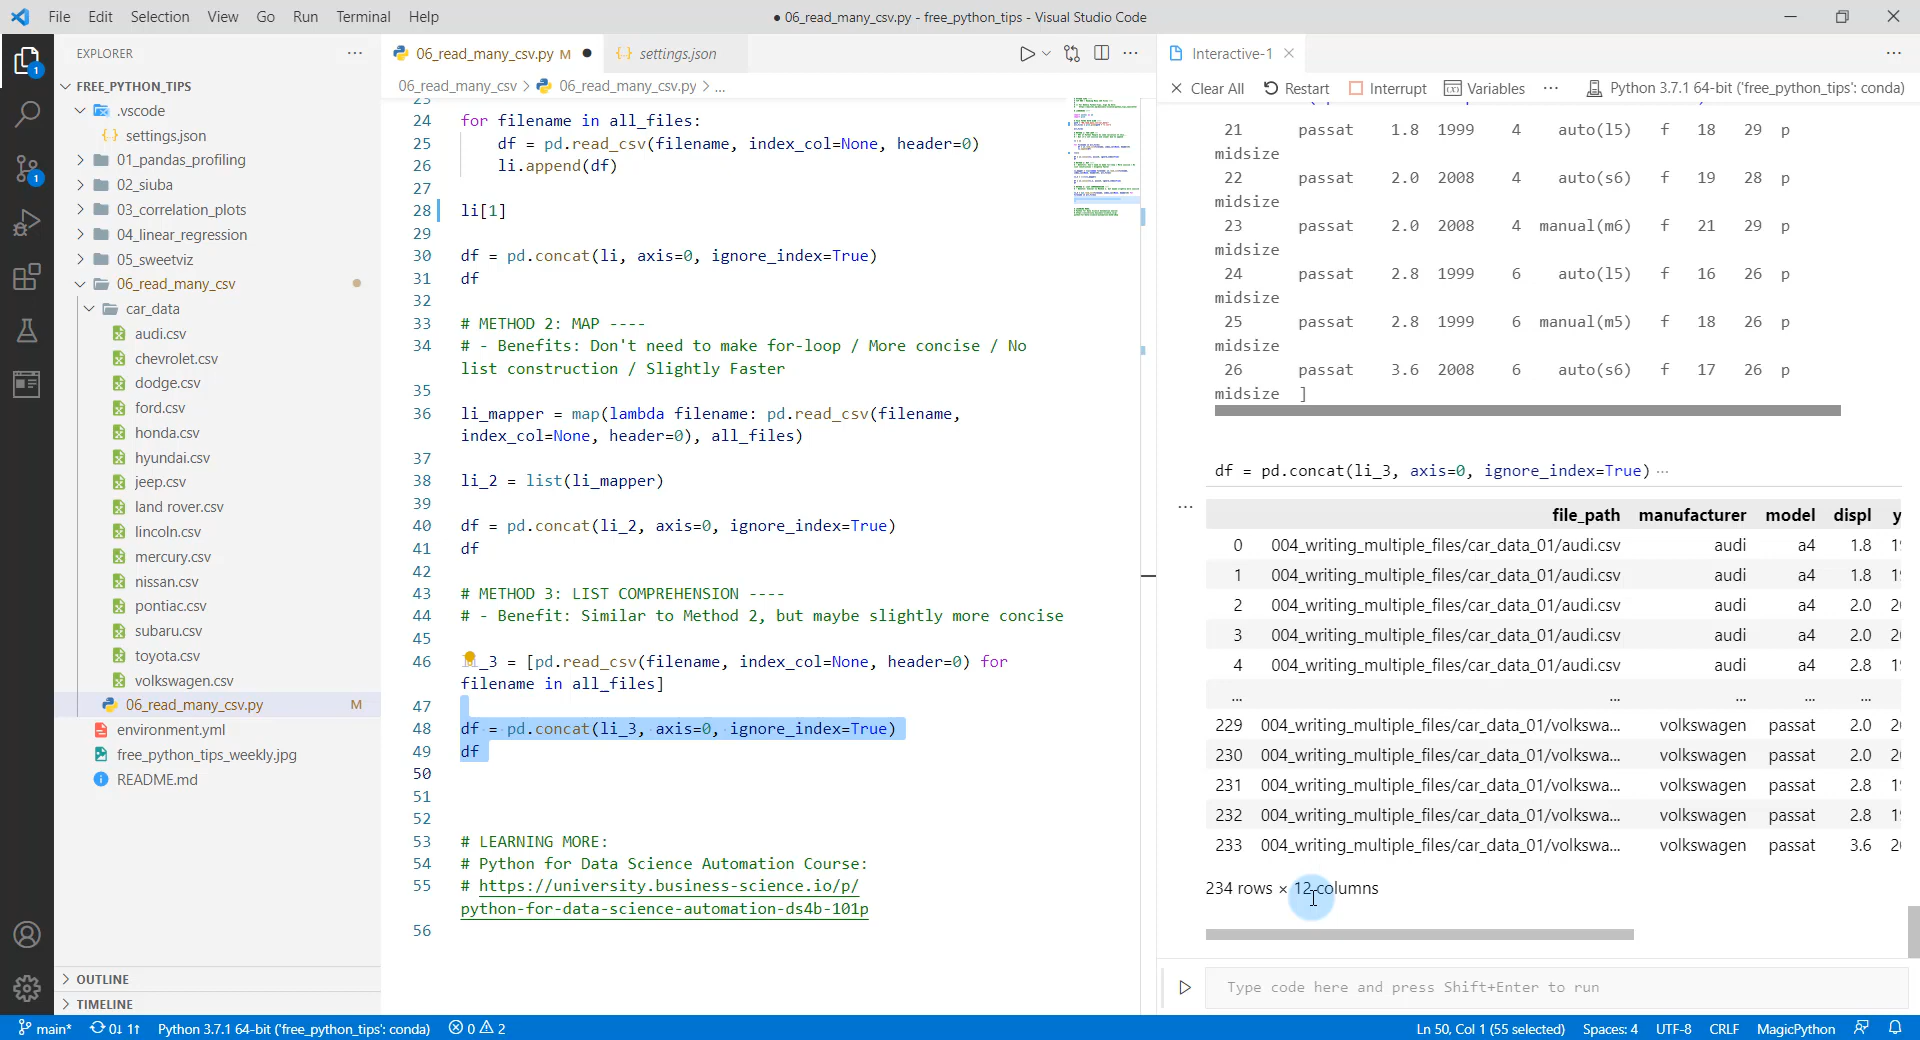 File Edit Selection View Go Run Terminal Help
● 06_read_many_csv.py - free_python_tips - Visual Studio Code
EXPLORER
FREE_PYTHON_TIPS
.vscode
settings.json
01_pandas_profiling
02_siuba
03_correlation_plots
04_linear_regression
05_sweetviz
06_read_many_csv
car_data
audi.csv
chevrolet.csv
dodge.csv
ford.csv
honda.csv
hyundai.csv
jeep.csv
land rover.csv
lincoln.csv
mercury.csv
nissan.csv
pontiac.csv
subaru.csv
toyota.csv
volkswagen.csv
06_read_many_csv.py M
environment.yml
free_python_tips_weekly.jpg
README.md
OUTLINE
TIMELINE
1
1
06_read_many_csv.py M ●
settings.json
06_read_many_csv > 06_read_many_csv.py > ...
23
24 for filename in all_files:
25 df = pd.read_csv(filename, index_col=None, header=0)
26 li.append(df)
27
28 li[1]
29
30 df = pd.concat(li, axis=0, ignore_index=True)
31 df
32
33 # METHOD 2: MAP ----
34 # - Benefits: Don't need to make for-loop / More concise / No
list construction / Slightly Faster
35
36 li_mapper = map(lambda filename: pd.read_csv(filename,
index_col=None, header=0), all_files)
37
38 li_2 = list(li_mapper)
39
40 df = pd.concat(li_2, axis=0, ignore_index=True)
41 df
42
43 # METHOD 3: LIST COMPREHENSION ----
44 # - Benefit: Similar to Method 2, but maybe slightly more concise
45
46 li_3 = [pd.read_csv(filename, index_col=None, header=0) for
filename in all_files]
47
48 df = pd.concat(li_3, axis=0, ignore_index=True)
49 df
50
51
52
53 # LEARNING MORE:
54 # Python for Data Science Automation Course:
55 # https://university.business-science.io/p/
python-for-data-science-automation-ds4b-101p
56
Interactive-1
Clear All Restart Interrupt Variables ... Python 3.7.1 64-bit ('free_python_tips': conda)
21 passat 1.8 1999 4 auto(l5) f 18 29 p
midsize
22 passat 2.0 2008 4 auto(s6) f 19 28 p
midsize
23 passat 2.0 2008 4 manual(m6) f 21 29 p
midsize
24 passat 2.8 1999 6 auto(l5) f 16 26 p
midsize
25 passat 2.8 1999 6 manual(m5) f 18 26 p
midsize
26 passat 3.6 2008 6 auto(s6) f 17 26 p
midsize ]
df = pd.concat(li_3, axis=0, ignore_index=True) ...
file_path manufacturer model displ y
0 004_writing_multiple_files/car_data_01/audi.csv audi a4 1.8 1
1 004_writing_multiple_files/car_data_01/audi.csv audi a4 1.8 1
2 004_writing_multiple_files/car_data_01/audi.csv audi a4 2.0 2
3 004_writing_multiple_files/car_data_01/audi.csv audi a4 2.0 2
4 004_writing_multiple_files/car_data_01/audi.csv audi a4 2.8 1
... ... ... ... ...
229 004_writing_multiple_files/car_data_01/volkswa... volkswagen passat 2.0 2
230 004_writing_multiple_files/car_data_01/volkswa... volkswagen passat 2.0 2
231 004_writing_multiple_files/car_data_01/volkswa... volkswagen passat 2.8 1
232 004_writing_multiple_files/car_data_01/volkswa... volkswagen passat 2.8 1
233 004_writing_multiple_files/car_data_01/volkswa... volkswagen passat 3.6 2
234 rows × 12 columns
Type code here and press Shift+Enter to run
main* 0↓ 1↑ Python 3.7.1 64-bit ('free_python_tips': conda) 0 2
Ln 50, Col 1 (55 selected) Spaces: 4 UTF-8 CRLF MagicPython